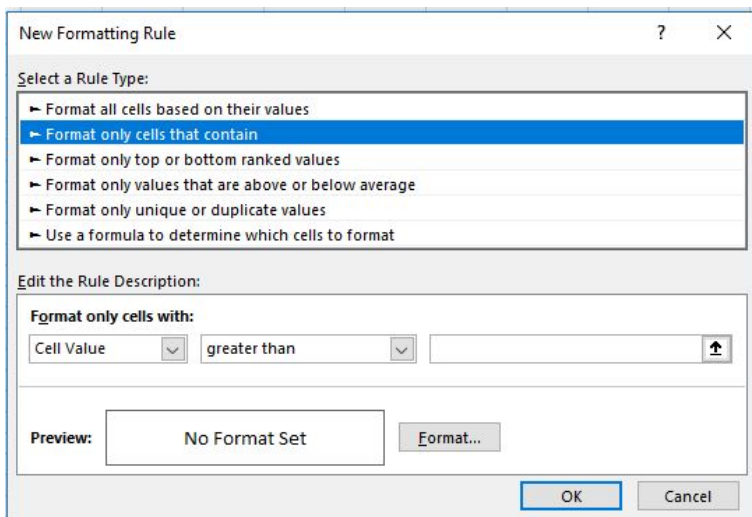 New Formatting Rule ? ×
Select a Rule Type:
► Format all cells based on their values
► Format only cells that contain
► Format only top or bottom ranked values
► Format only values that are above or below average
► Format only unique or duplicate values
► Use a formula to determine which cells to format
Edit the Rule Description:
Format only cells with:
Cell Value greater than
Preview: No Format Set Format...
OK Cancel